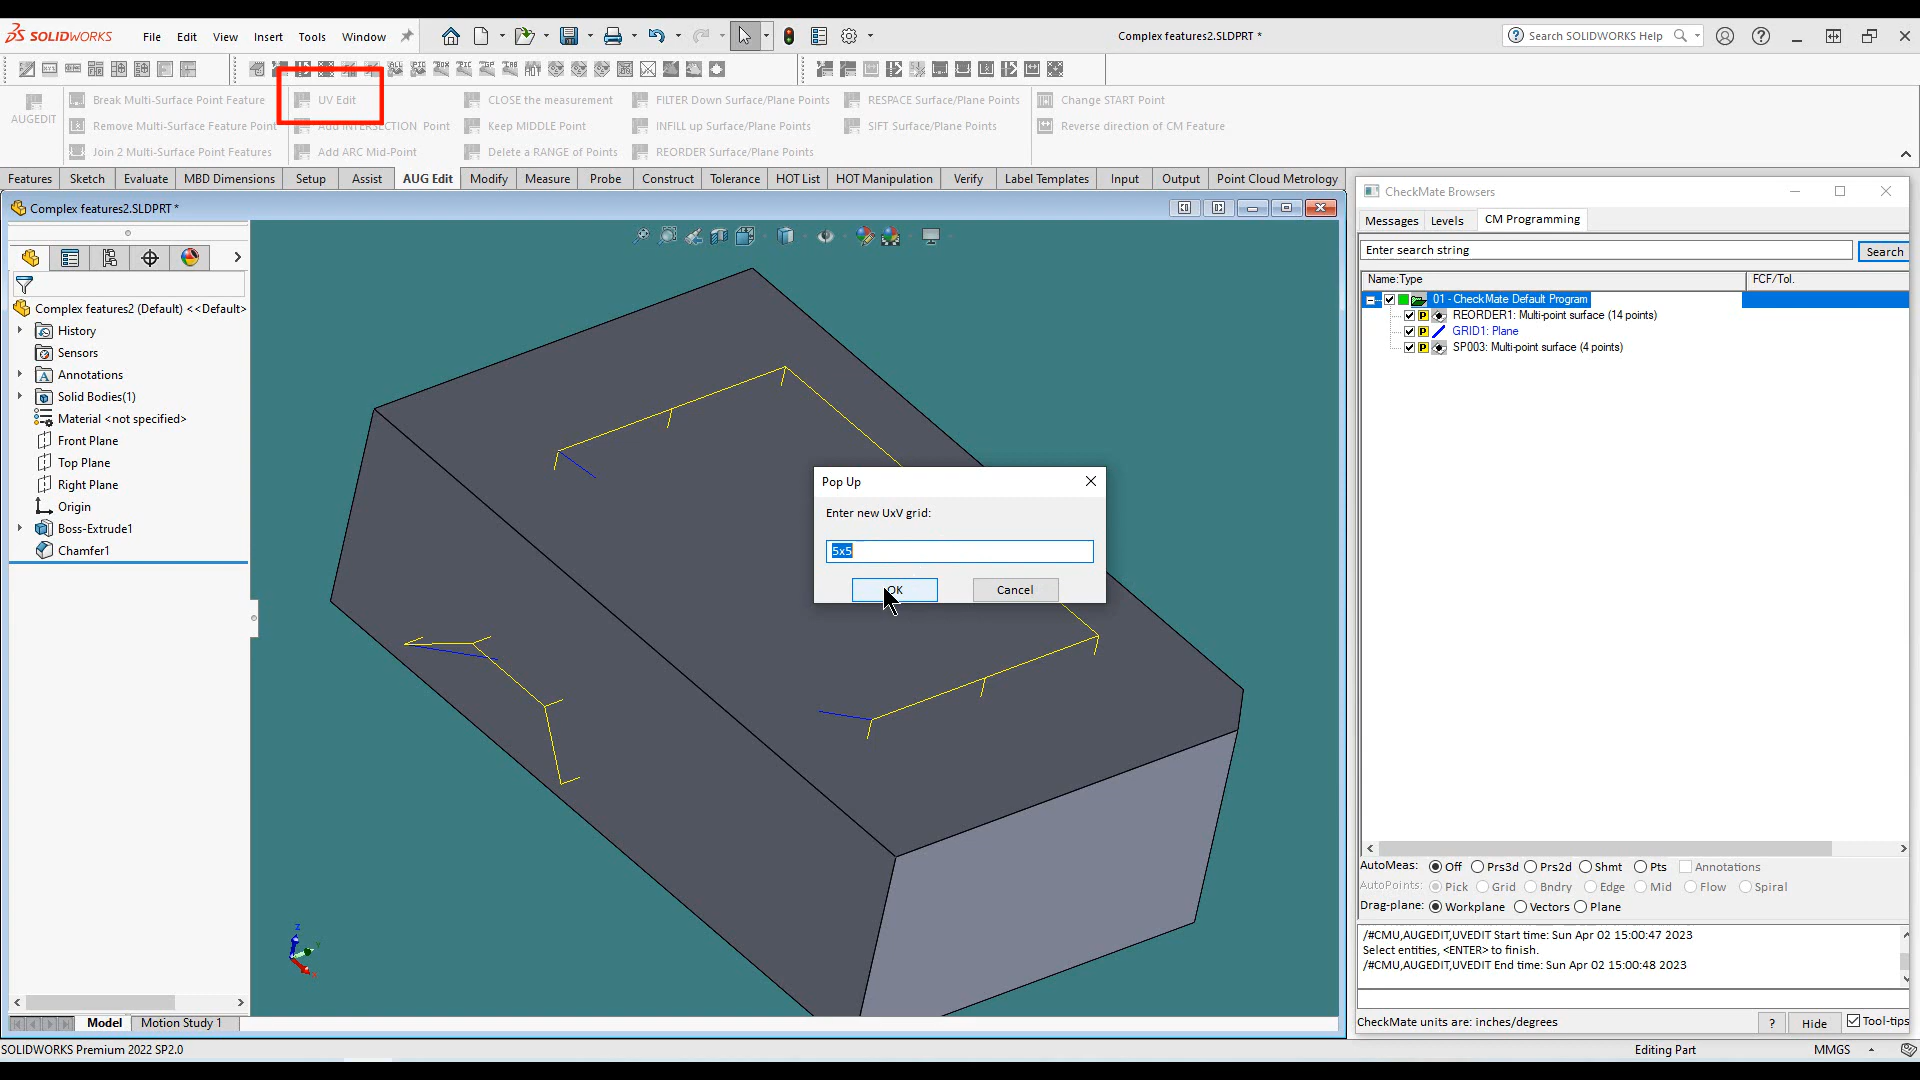 SOLIDWORKS File Edit View Insert Tools Window Complex features2.SLDPRT * Search SOLIDWORKS Help
AUGEDIT
Break Multi-Surface Point Feature
Remove Multi-Surface Feature Point
Join 2 Multi-Surface Point Features
UV Edit
Add INTERSECTION Point
Add ARC Mid-Point
CLOSE the measurement
Keep MIDDLE Point
Delete a RANGE of Points
FILTER Down Surface/Plane Points
INFILL up Surface/Plane Points
REORDER Surface/Plane Points
RESPACE Surface/Plane Points
SIFT Surface/Plane Points
Change START Point
Reverse direction of CM Feature
Features Sketch Evaluate MBD Dimensions Setup Assist AUG Edit Modify Measure Probe Construct Tolerance HOT List HOT Manipulation Verify Label Templates Input Output Point Cloud Metrology
Complex features2.SLDPRT *
Complex features2 (Default) <<Default>
History
Sensors
Annotations
Solid Bodies(1)
Material <not specified>
Front Plane
Top Plane
Right Plane
Origin
Boss-Extrude1
Chamfer1
Pop Up
Enter new UxV grid:
5x5
OK Cancel
CheckMate Browsers
Messages Levels CM Programming
Enter search string Search
Name:Type FCF/Tol.
01 - CheckMate Default Program
P REORDER1: Multi-point surface (14 points)
P GRID1: Plane
P SP003: Multi-point surface (4 points)
AutoMeas: Off Prs3d Prs2d Shmt Pts Annotations
AutoPoints: Pick Grid Bndry Edge Mid Flow Spiral
Drag-plane: Workplane Vectors Plane
/#CMU,AUGEDIT,UVEDIT Start time: Sun Apr 02 15:00:47 2023
Select entities, <ENTER> to finish.
/#CMU,AUGEDIT,UVEDIT End time: Sun Apr 02 15:00:48 2023
CheckMate units are: inches/degrees ? Hide Tool-tips
Z
Model Motion Study 1
SOLIDWORKS Premium 2022 SP2.0 Editing Part MMGS